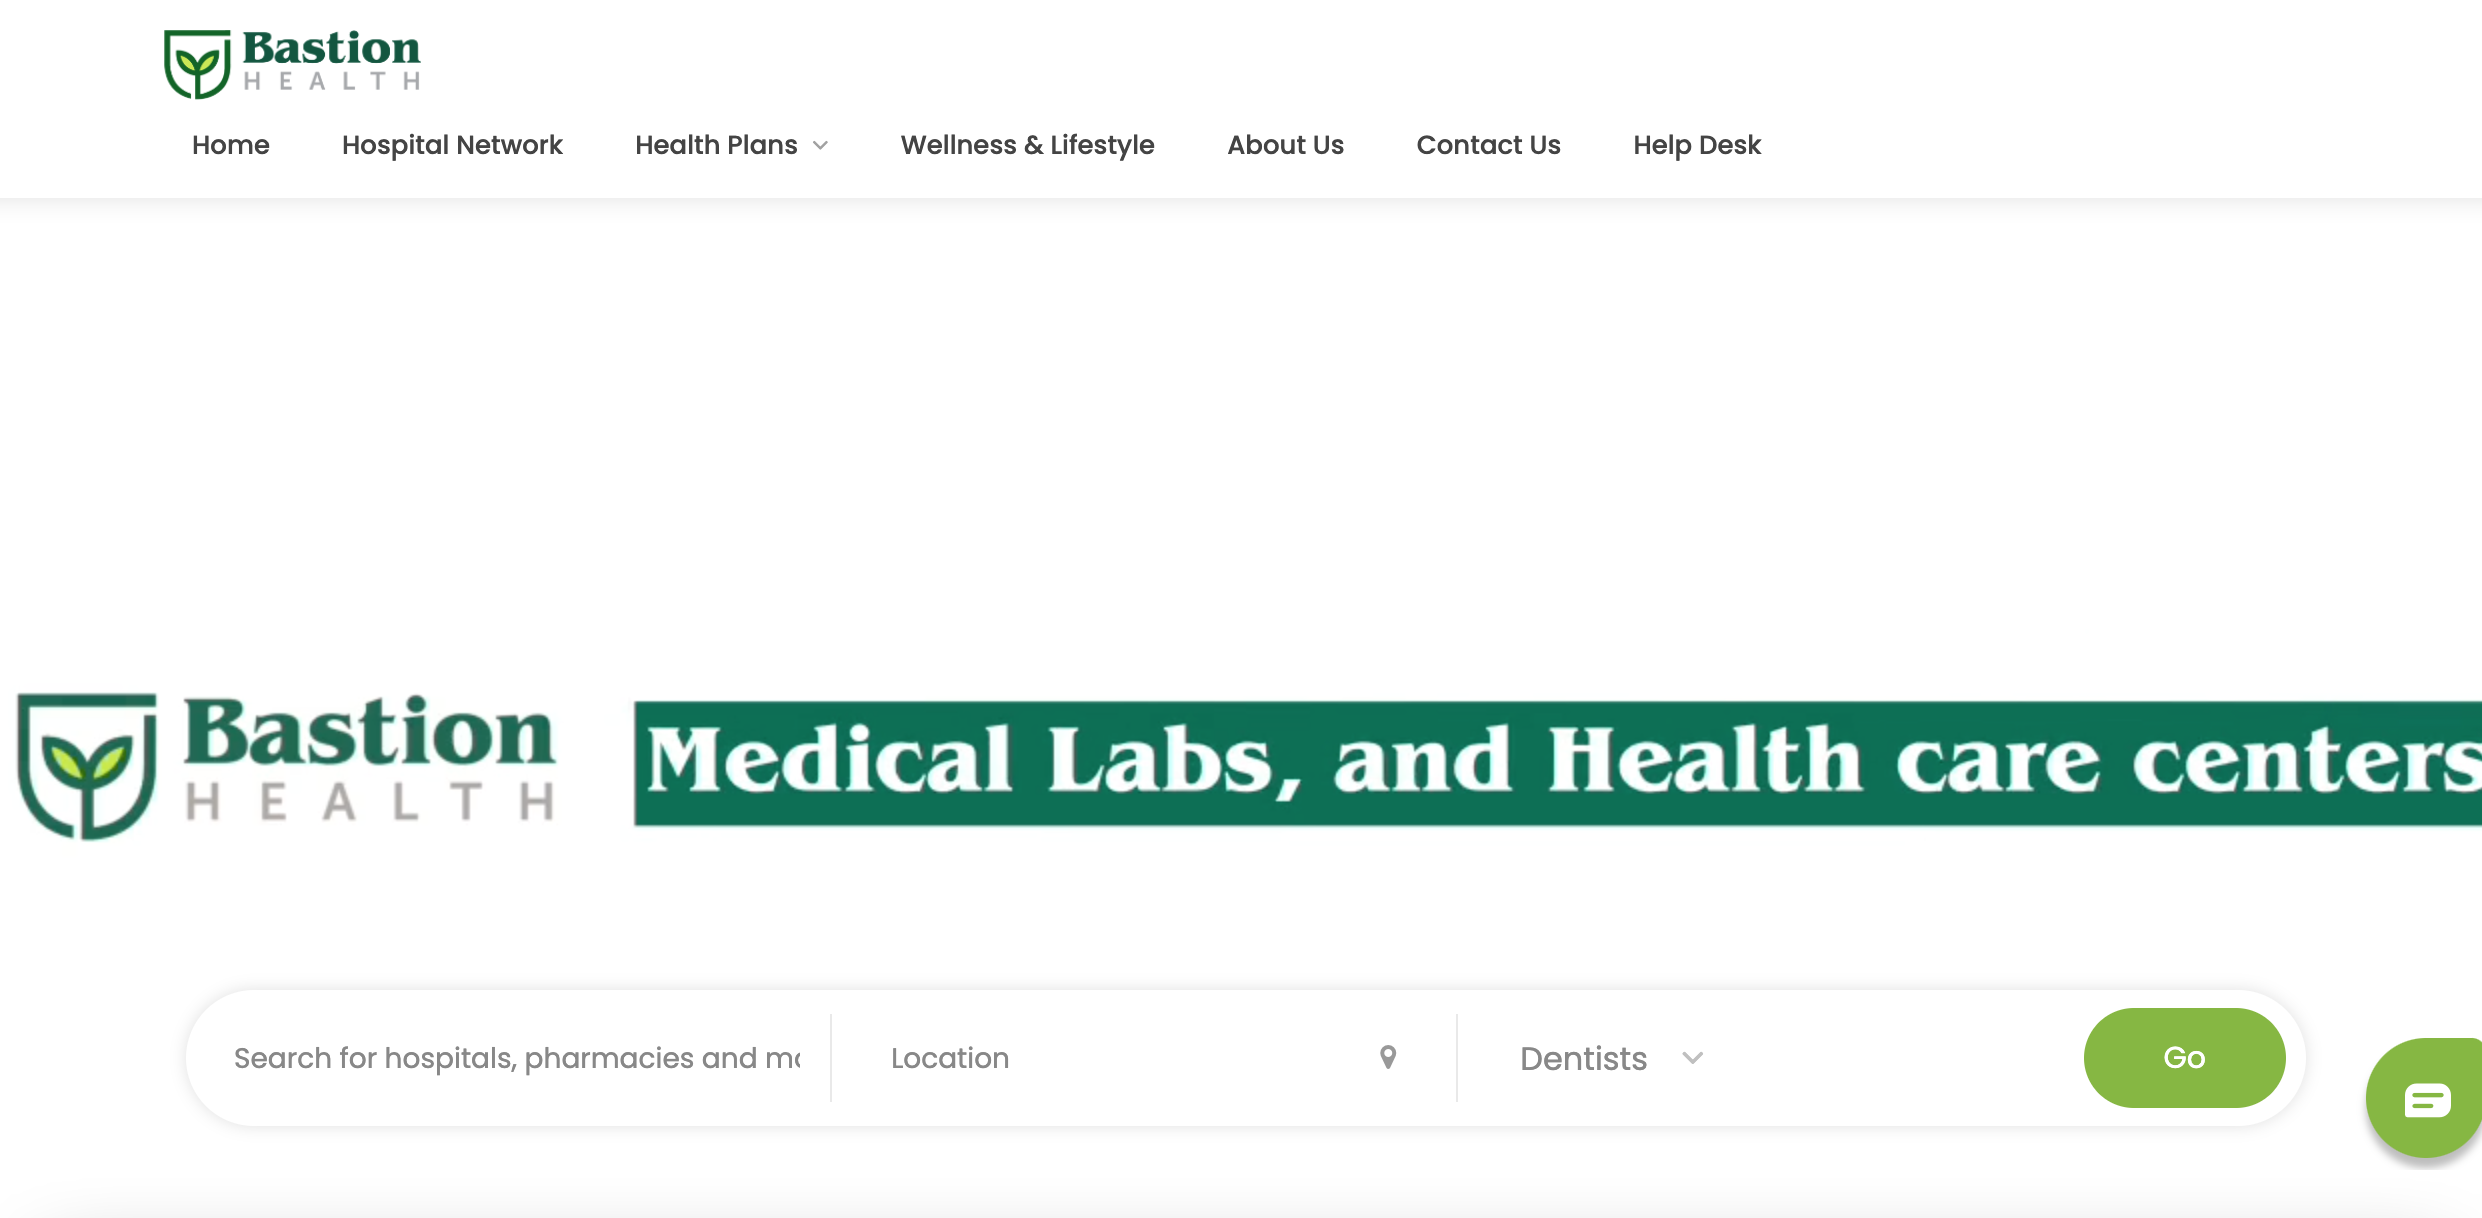 Bastion
HEALTH
Home Hospital Network Health Plans Wellness & Lifestyle About Us Contact Us Help Desk
Bastion
HEALTH
Medical Labs, and Health care centers
Search for hospitals, pharmacies and mo
Location
Dentists
Go